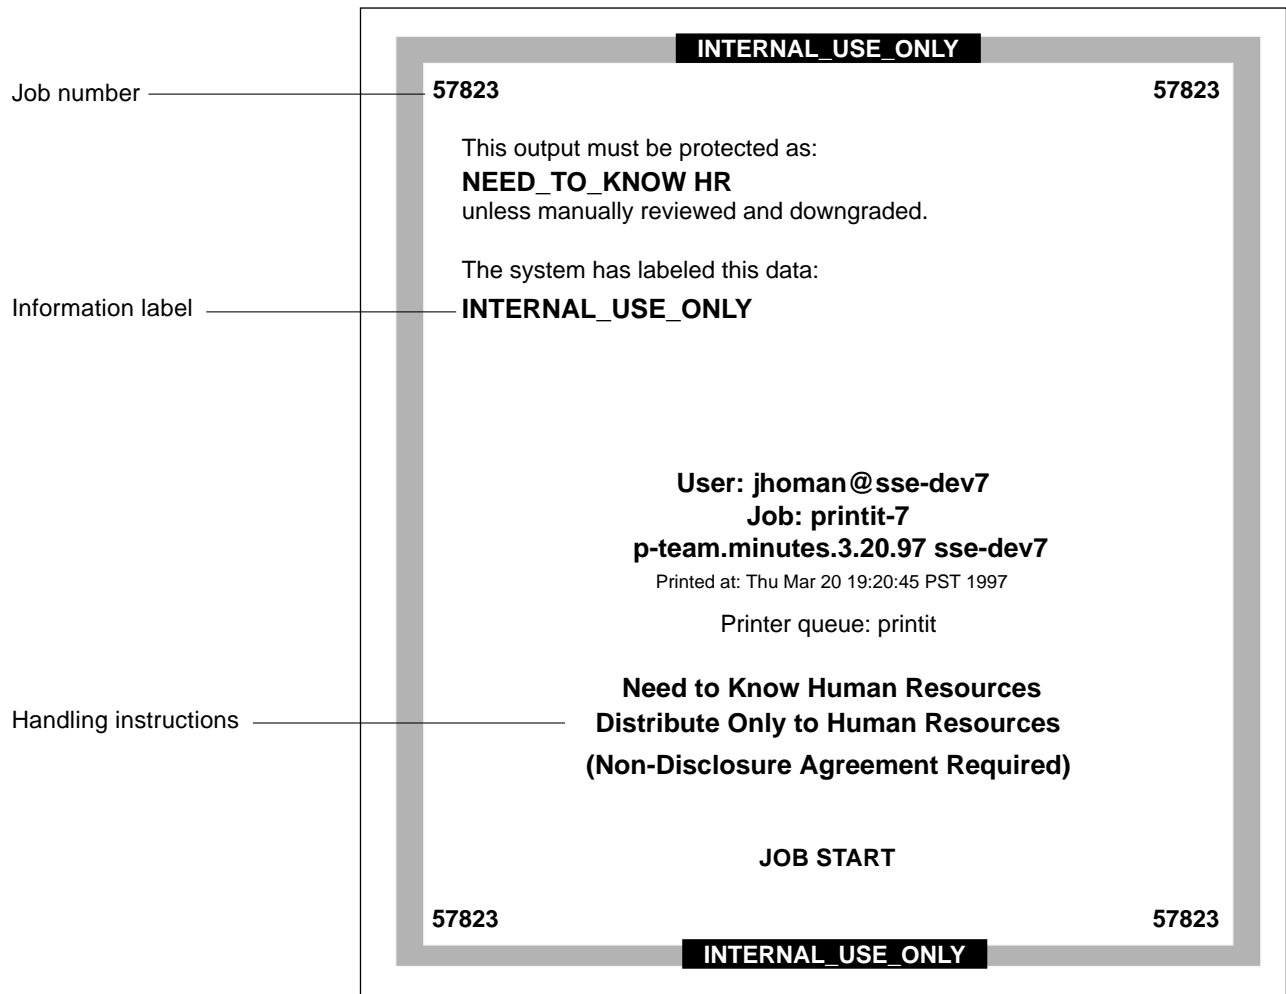 INTERNAL_USE_ONLY
Job number
57823 57823
This output must be protected as:
NEED_TO_KNOW HR
unless manually reviewed and downgraded.
The system has labeled this data:
Information label
INTERNAL_USE_ONLY
User: jhoman@sse-dev7
Job: printit-7
p-team.minutes.3.20.97 sse-dev7
Printed at: Thu Mar 20 19:20:45 PST 1997
Printer queue: printit
Need to Know Human Resources
Handling instructions
Distribute Only to Human Resources
(Non-Disclosure Agreement Required)
JOB START
57823 57823
INTERNAL_USE_ONLY